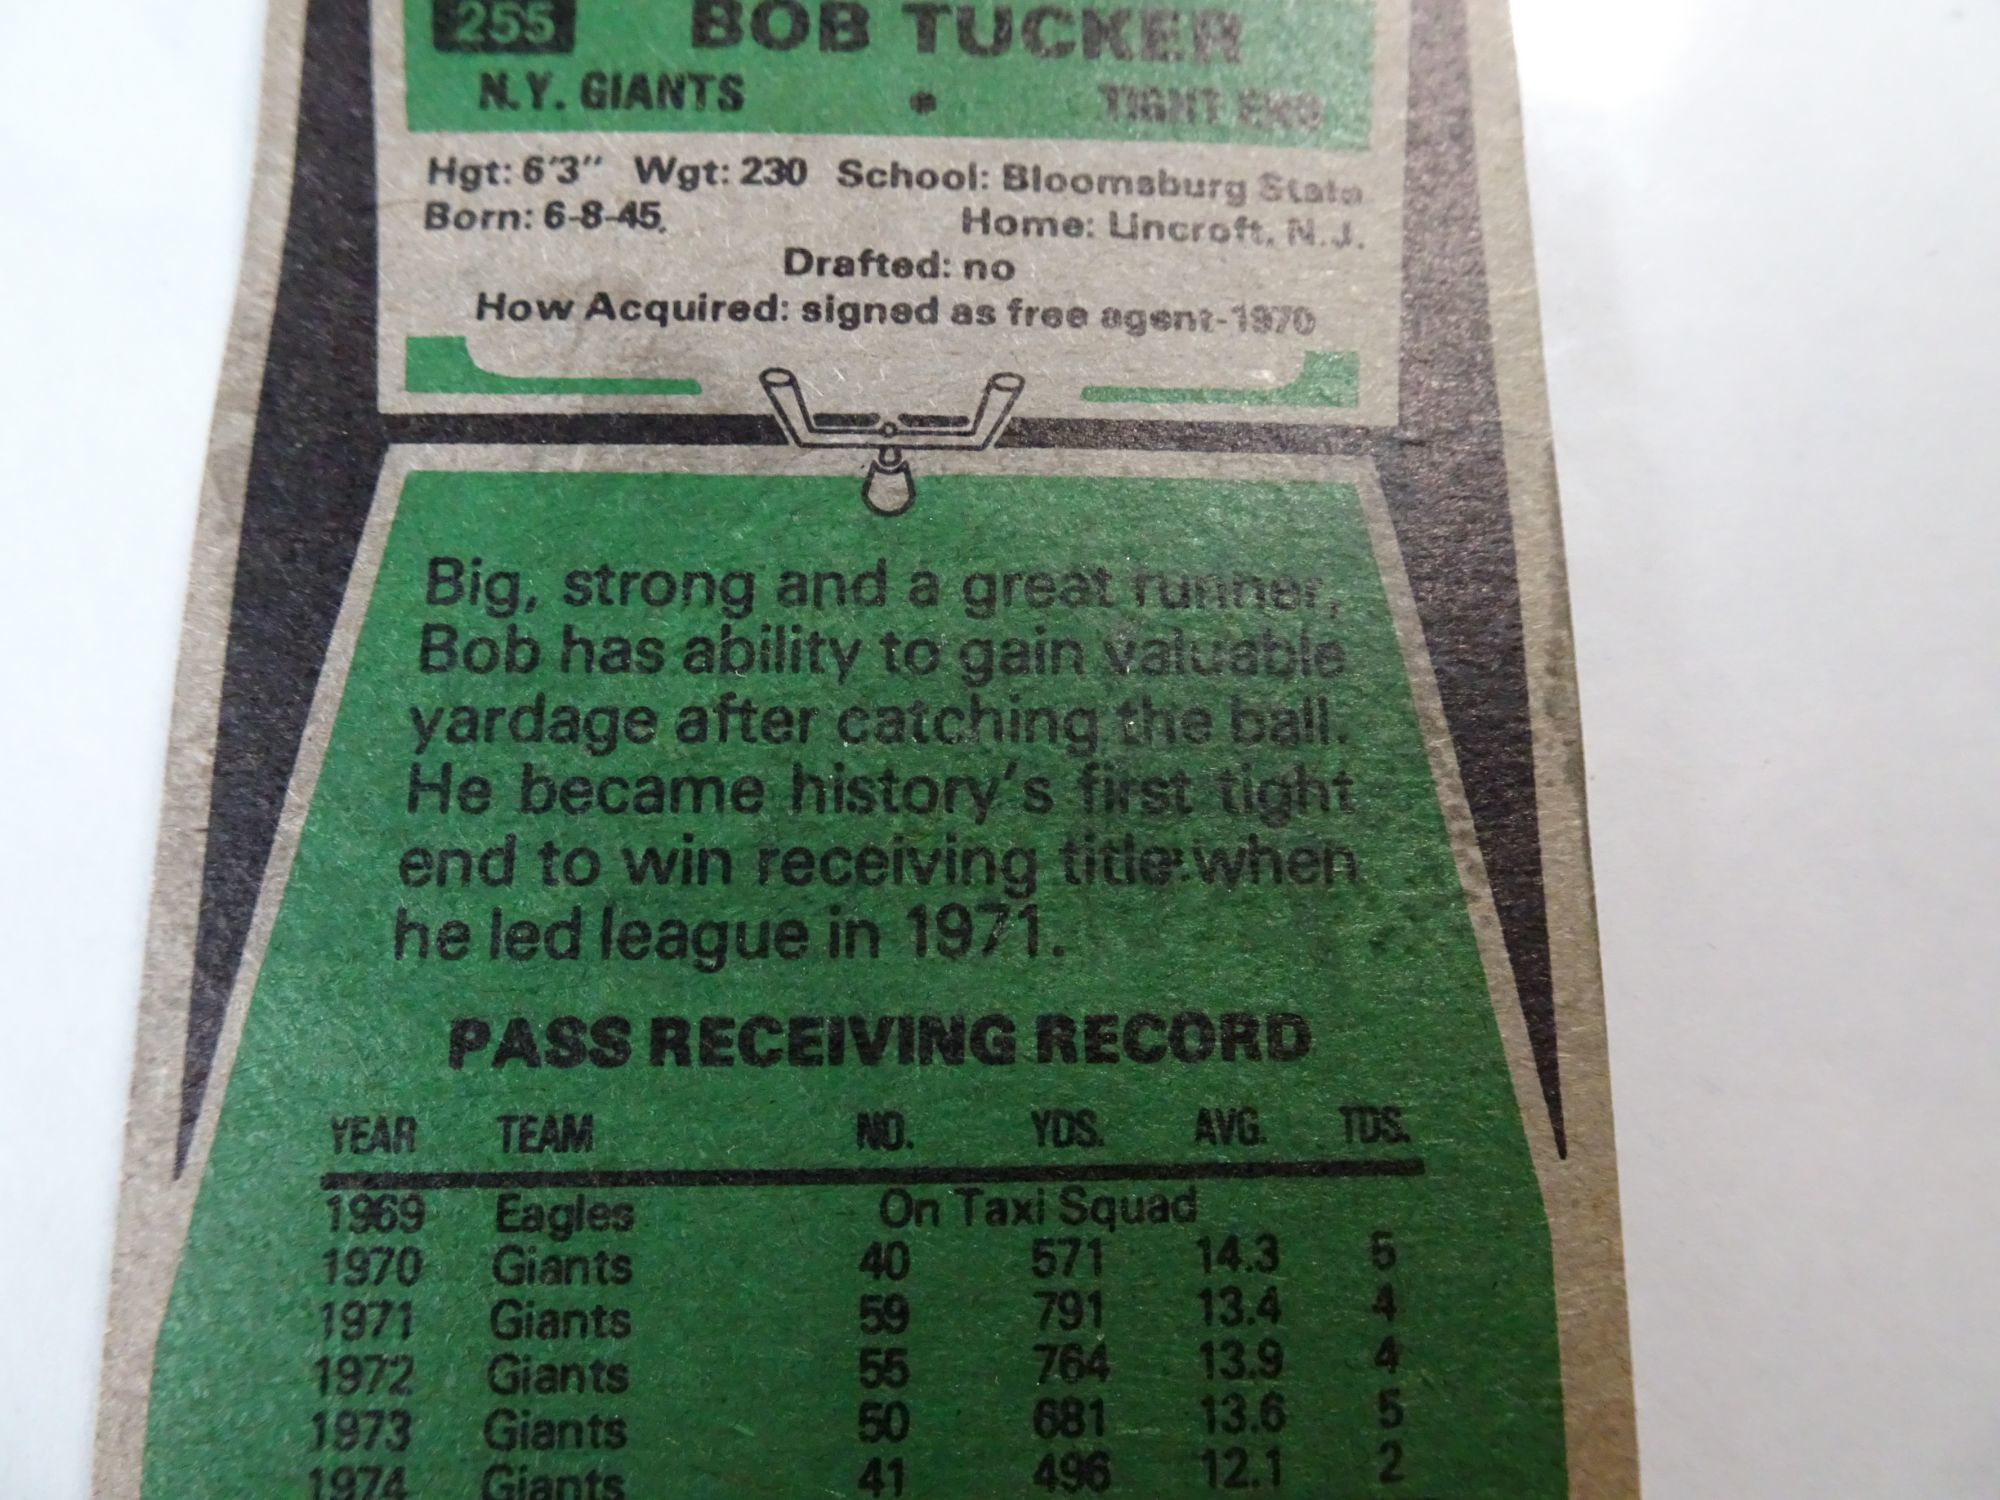 255 BOB TUCKER
N.Y. GIANTS • TIGHT END
Hgt: 6'3" Wgt: 230 School: Bloomsburg State
Born: 6-8-45. Home: Lincroft, N.J.
Drafted: no
How Acquired: signed as free agent-1970
Big, strong and a great runner,
Bob has ability to gain valuable
yardage after catching the ball.
He became history's first tight
end to win receiving title when
he led league in 1971.
PASS RECEIVING RECORD
YEAR TEAM NO. YDS. AVG. TDS.
1969 Eagles On Taxi Squad
1970 Giants 40 571 14.3 5
1971 Giants 59 791 13.4 4
1972 Giants 55 764 13.9 4
1973 Giants 50 681 13.6 5
1974 Giants 41 496 12.1 2